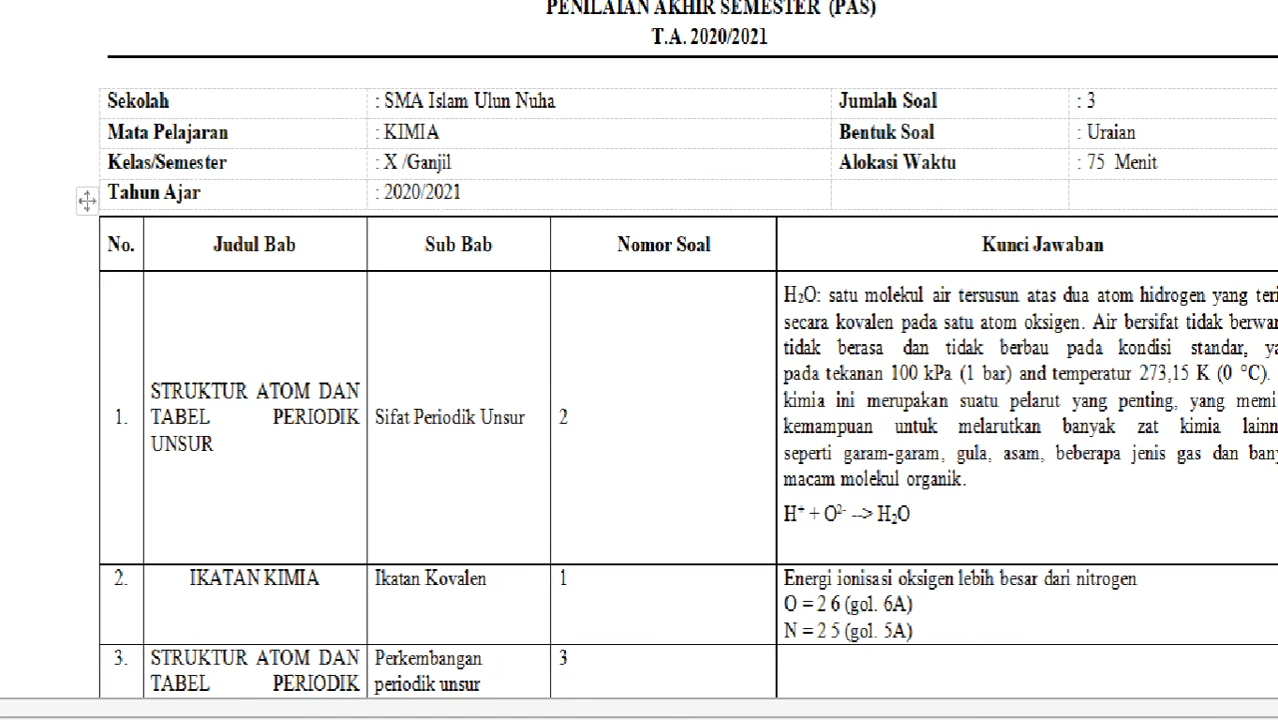 PENILAIAN AKHIR SEMESTER (PAS)
T.A. 2020/2021
Sekolah : SMA Islam Ulun Nuha Jumlah Soal : 3
Mata Pelajaran : KIMIA Bentuk Soal : Uraian
Kelas/Semester : X /Ganjil Alokasi Waktu : 75 Menit
Tahun Ajar : 2020/2021
No. Judul Bab Sub Bab Nomor Soal Kunci Jawaban
1.
STRUKTUR ATOM DAN
TABEL PERIODIK
UNSUR
Sifat Periodik Unsur
2
H₂O: satu molekul air tersusun atas dua atom hidrogen yang
secara kovalen pada satu atom oksigen. Air bersifat tidak
tidak berasa dan tidak berbau pada kondisi standar,
pada tekanan 100 kPa (1 bar) and temperatur 273,15 K (0 °C).
kimia ini merupakan suatu pelarut yang penting, yang
kemampuan untuk melarutkan banyak zat kimia
seperti garam-garam, gula, asam, beberapa jenis gas dan
macam molekul organik.
H⁺ + O²⁻ --> H₂O
2.
IKATAN KIMIA
Ikatan Kovalen
1
Energi ionisasi oksigen lebih besar dari nitrogen
O = 2 6 (gol. 6A)
N = 2 5 (gol. 5A)
3.
STRUKTUR ATOM DAN
TABEL PERIODIK
Perkembangan
periodik unsur
3